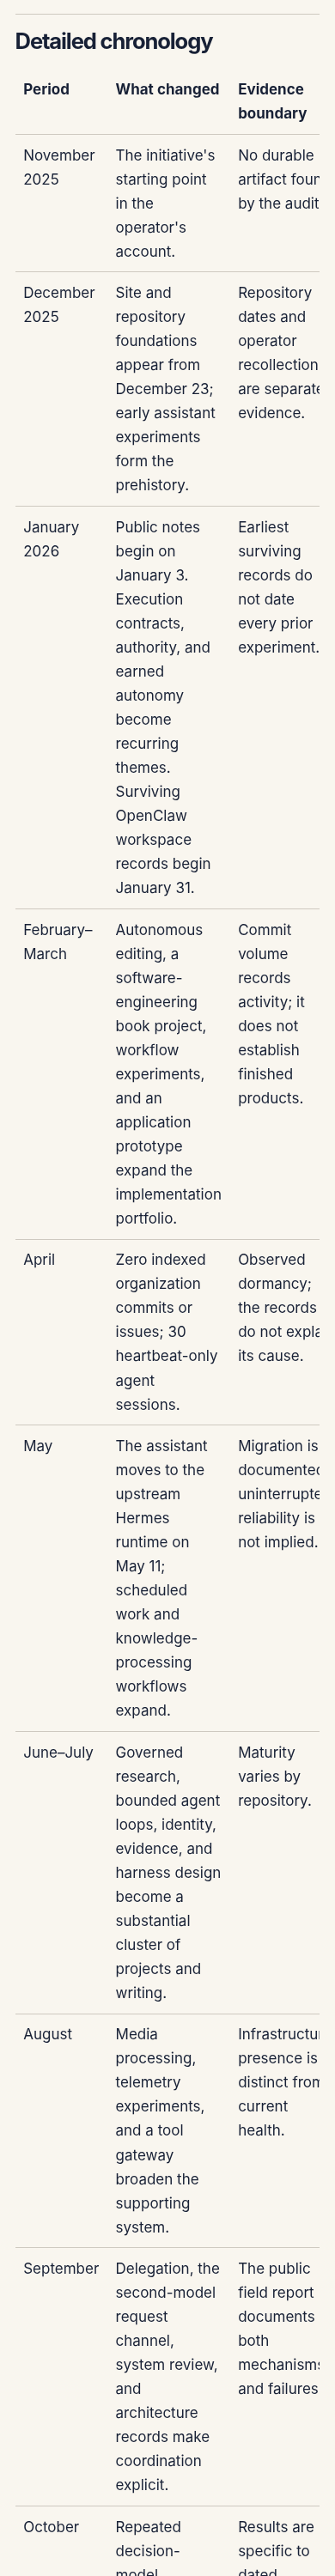 Detailed chronology
Period
What changed
Evidence
boundary
November
2025
The initiative's
starting point
in the
operator's
account.
No durable
artifact foun
by the audit
December
2025
Site and
repository
foundations
appear from
December 23;
early assistant
experiments
form the
prehistory.
Repository
dates and
operator
recollection
are separate
evidence.
January
2026
Public notes
begin on
January 3.
Execution
contracts,
authority, and
earned
autonomy
become
recurring
themes.
Surviving
OpenClaw
workspace
records begin
January 31.
Earliest
surviving
records do
not date
every prior
experiment.
February–
March
Autonomous
editing, a
software-
engineering
book project,
workflow
experiments,
and an
application
prototype
expand the
implementation
portfolio.
Commit
volume
records
activity; it
does not
establish
finished
products.
April
Zero indexed
organization
commits or
issues; 30
heartbeat-only
agent
sessions.
Observed
dormancy;
the records
do not expla
its cause.
May
The assistant
moves to the
upstream
Hermes
runtime on
May 11;
scheduled
work and
knowledge-
processing
workflows
expand.
Migration is
documented
uninterrupte
reliability is
not implied.
June–July
Governed
research,
bounded agent
loops, identity,
evidence, and
harness design
become a
substantial
cluster of
projects and
writing.
Maturity
varies by
repository.
August
Media
processing,
telemetry
experiments,
and a tool
gateway
broaden the
supporting
system.
Infrastructur
presence is
distinct from
current
health.
September
Delegation, the
second-model
request
channel,
system review,
and
architecture
records make
coordination
explicit.
The public
field report
documents
both
mechanisms
and failures
October
Repeated
decision-
model
Results are
specific to
dated